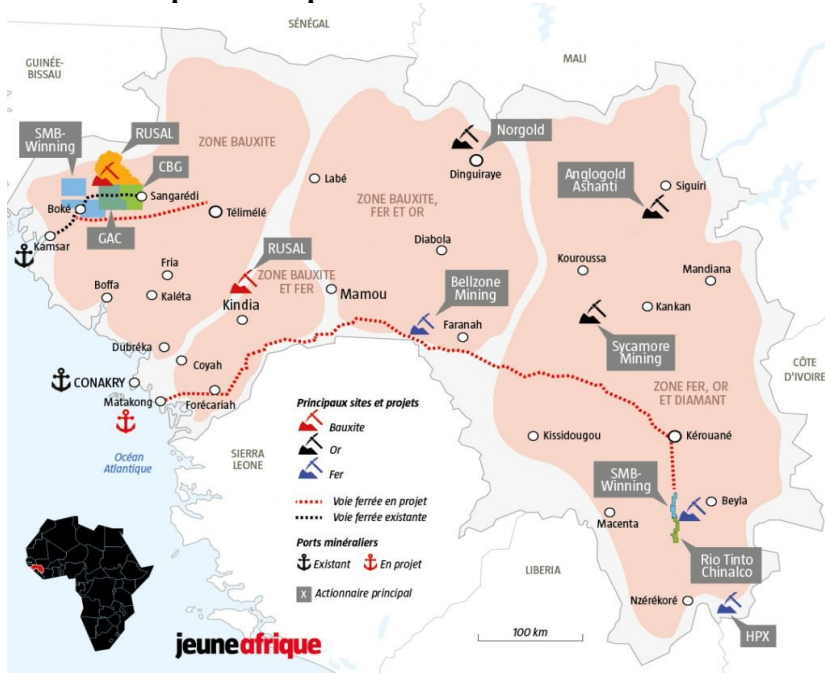 SÉNÉGAL
GUINÉE-
BISSAU
MALI
SMB-
Winning
RUSAL
ZONE BAUXITE
Norgold
CBG
Dinguiraye
Anglogold
Ashanti
Siguiri
Labé
Sangarédi
Boké
Télimélé
ZONE BAUXITE,
FER ET OR
GAC
Kamsar
RUSAL
Diabola
Kouroussa
Mandiana
Fria
ZONE BAUXITE
ET FER
Bellzone
Mining
Boffa
Kaléta
Kindia
Mamou
Kankan
Faranah
Sycamore
Mining
Dubréka
Coyah
CÔTE
D'IVOIRE
CONAKRY
Matakong
Forécariah
ZONE FER, OR
ET DIAMANT
Principaux sites et projets
Bauxite
Or
Fer
Voie ferrée en projet
Voie ferrée existante
Ports minéraliers
Existant
En projet
X
Actionnaire principal
Océan
Atlantique
SIERRA
LEONE
Kissidougou
Kérouané
SMB-
Winning
Beyla
Macenta
Rio Tinto
Chinalco
LIBERIA
Nzérékoré
HPX
100 km
jeuneafrique